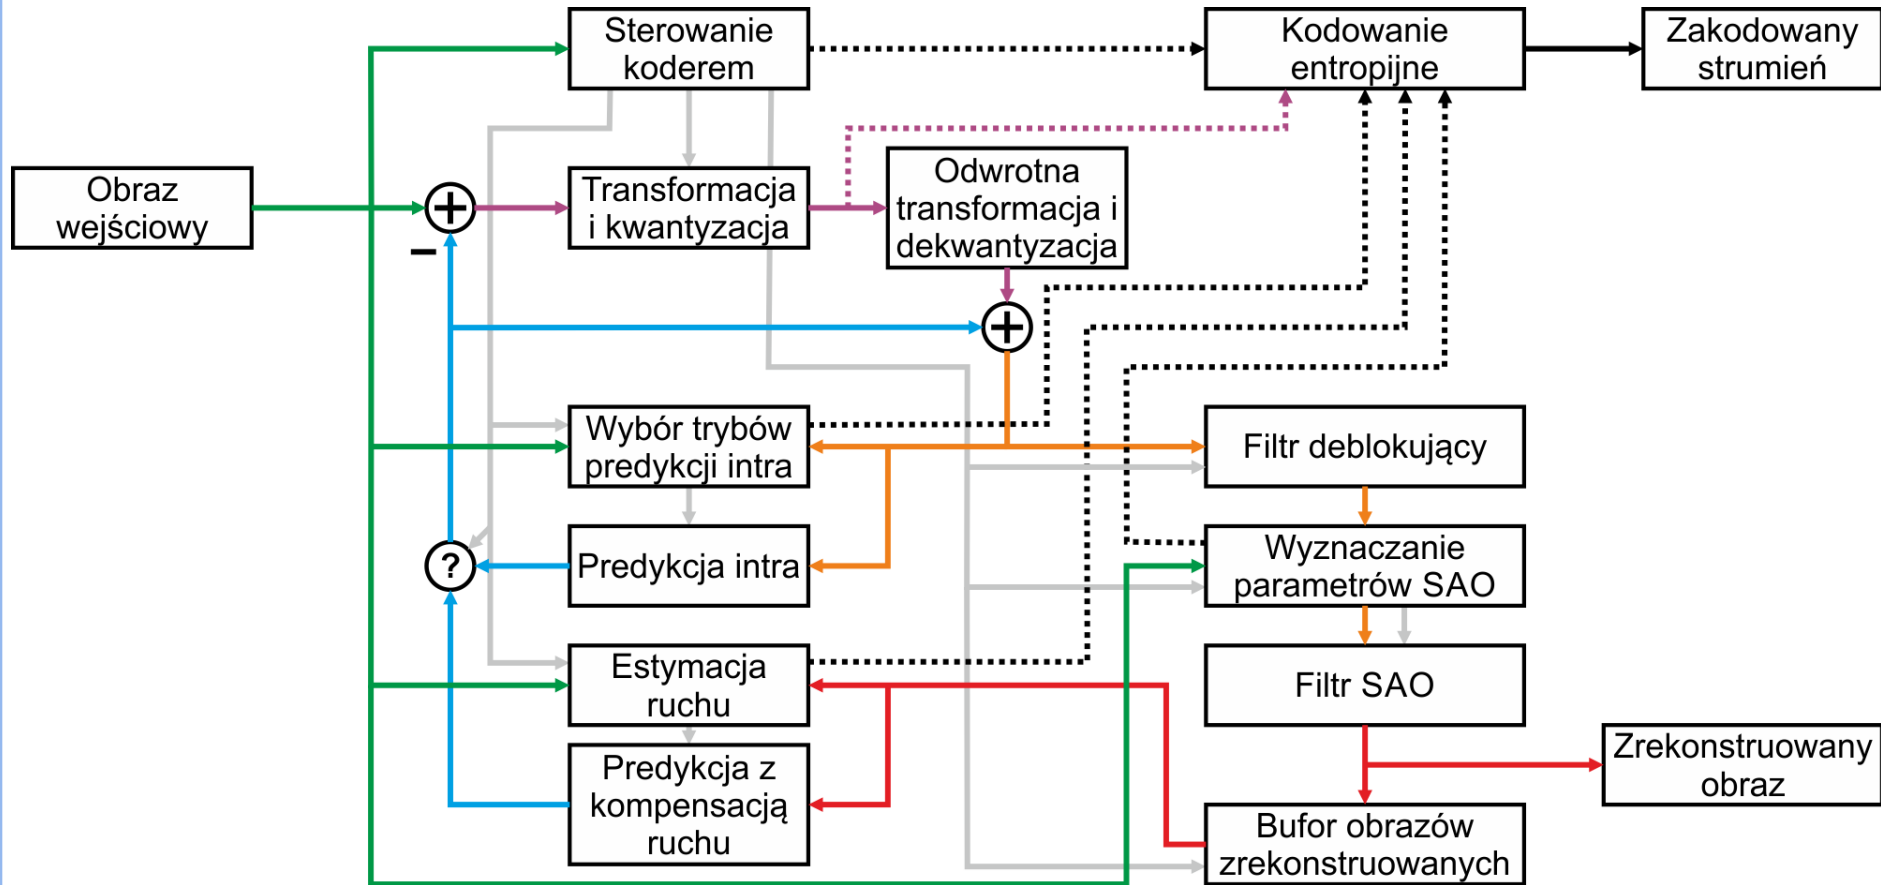 Sterowanie
koderem
Kodowanie
entropijne
Zakodowany
strumień
Obraz
wejściowy
+
−
Transformacja
i kwantyzacja
Odwrotna
transformacja i
dekwantyzacja
+
Wybór trybów
predykcji intra
Filtr deblokujący
?
Predykcja intra
Wyznaczanie
parametrów SAO
Estymacja
ruchu
Filtr SAO
Predykcja z
kompensacją
ruchu
Zrekonstruowany
obraz
Bufor obrazów
zrekonstruowanych